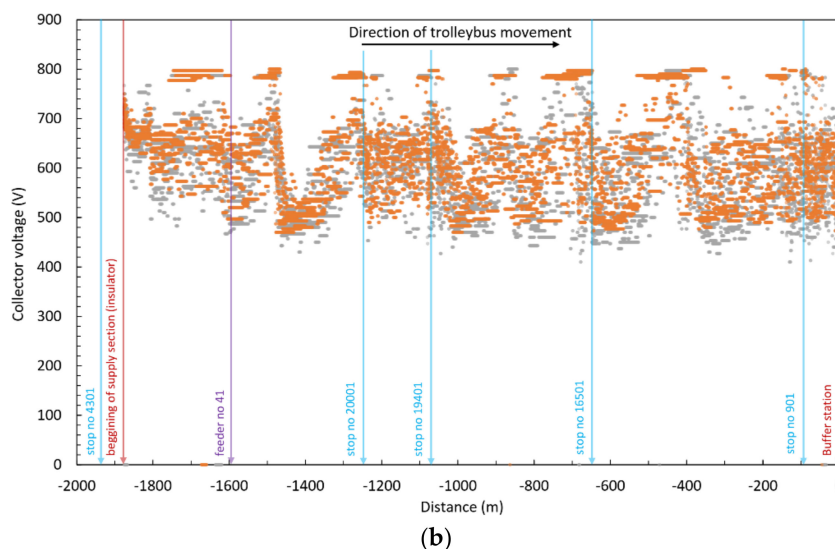 900
800
700
600
500
400
300
200
100
0
Collector voltage (V)
Direction of trolleybus movement
stop no 4301
beggining of supply section (insulator)
feeder no 41
stop no 20001
stop no 19401
stop no 16501
stop no 901
Buffer station
-2000 -1800 -1600 -1400 -1200 -1000 -800 -600 -400 -200
Distance (m)
(b)